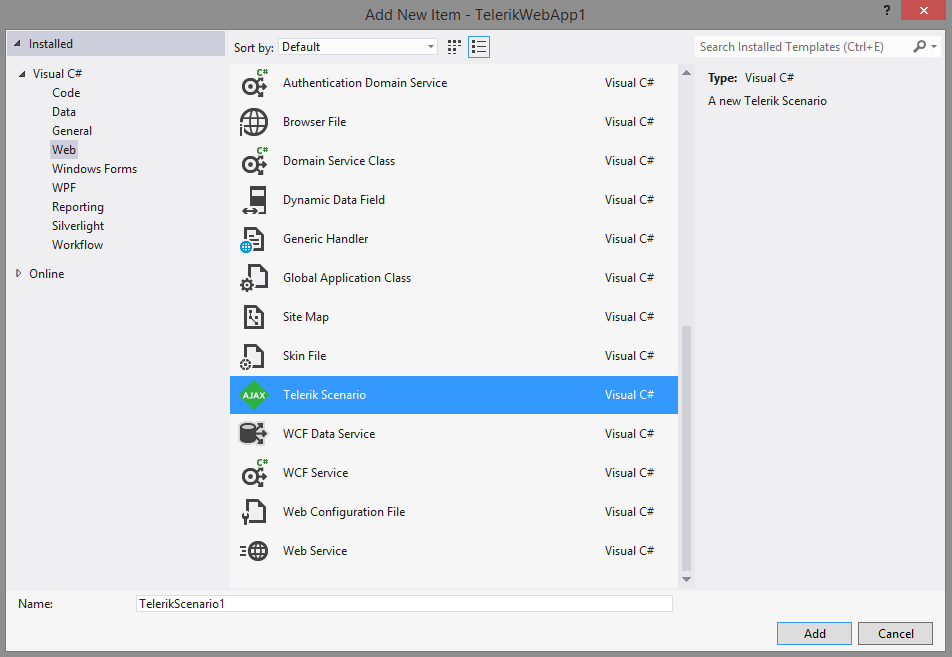 Add New Item - TelerikWebApp1
?
Installed
Sort by: Default
Search Installed Templates (Ctrl+E)
Visual C#
Code
Data
General
Web
Windows Forms
WPF
Reporting
Silverlight
Workflow
Online
C#
Authentication Domain Service Visual C#
Browser File Visual C#
C#
Domain Service Class Visual C#
Dynamic Data Field Visual C#
Generic Handler Visual C#
Global Application Class Visual C#
Site Map Visual C#
Skin File Visual C#
AJAX Telerik Scenario Visual C#
WCF Data Service Visual C#
C#
WCF Service Visual C#
Web Configuration File Visual C#
Web Service Visual C#
Type: Visual C#
A new Telerik Scenario
Name: TelerikScenario1
Add Cancel